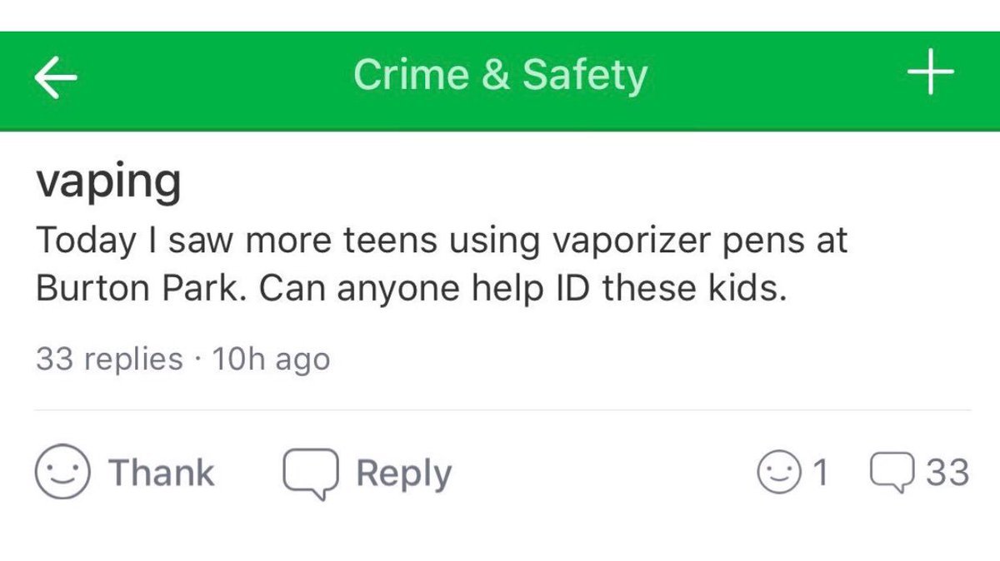 Crime & Safety
vaping
Today I saw more teens using vaporizer pens at
Burton Park. Can anyone help ID these kids.
33 replies · 10h ago
Thank Reply 1 33